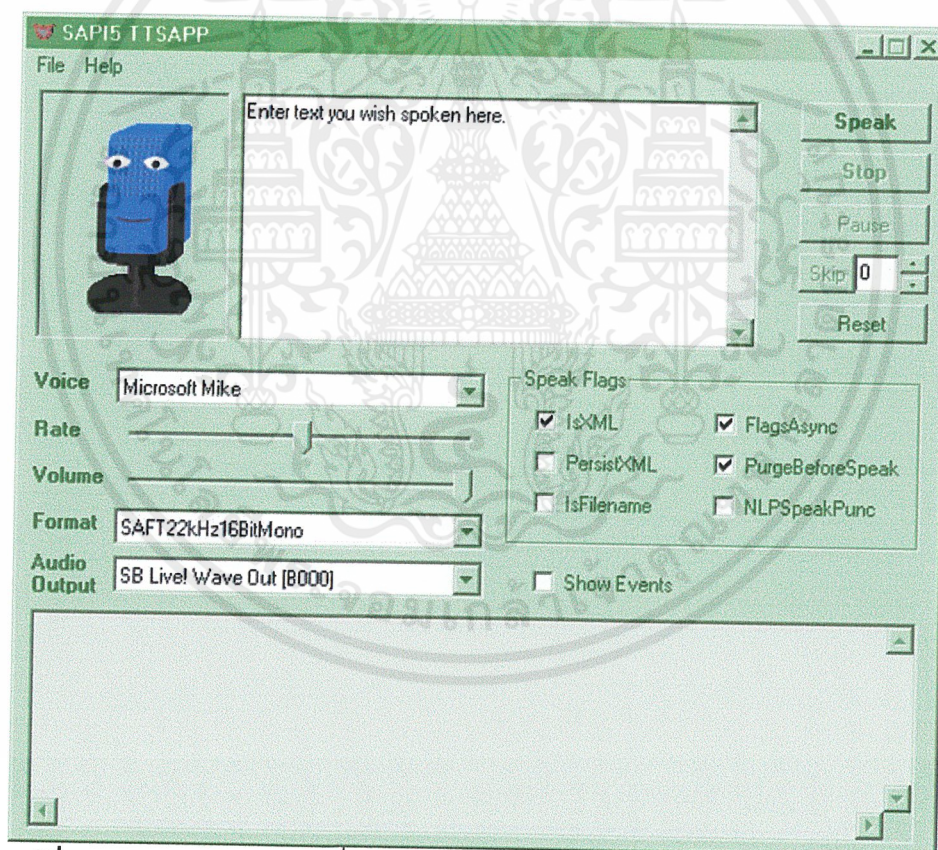 SAPI5 TTSAPP
File Help
Enter text you wish spoken here.
Speak
Stop
Pause
Skip 0
Reset
Voice Microsoft Mike
Rate
Volume
Format SAFT22kHz16BitMono
Audio Output SB Live! Wave Out [B000]
Speak Flags
IsXML
FlagsAsync
PersistXML
PurgeBeforeSpeak
IsFilename
NLPSpeakPunc
Show Events